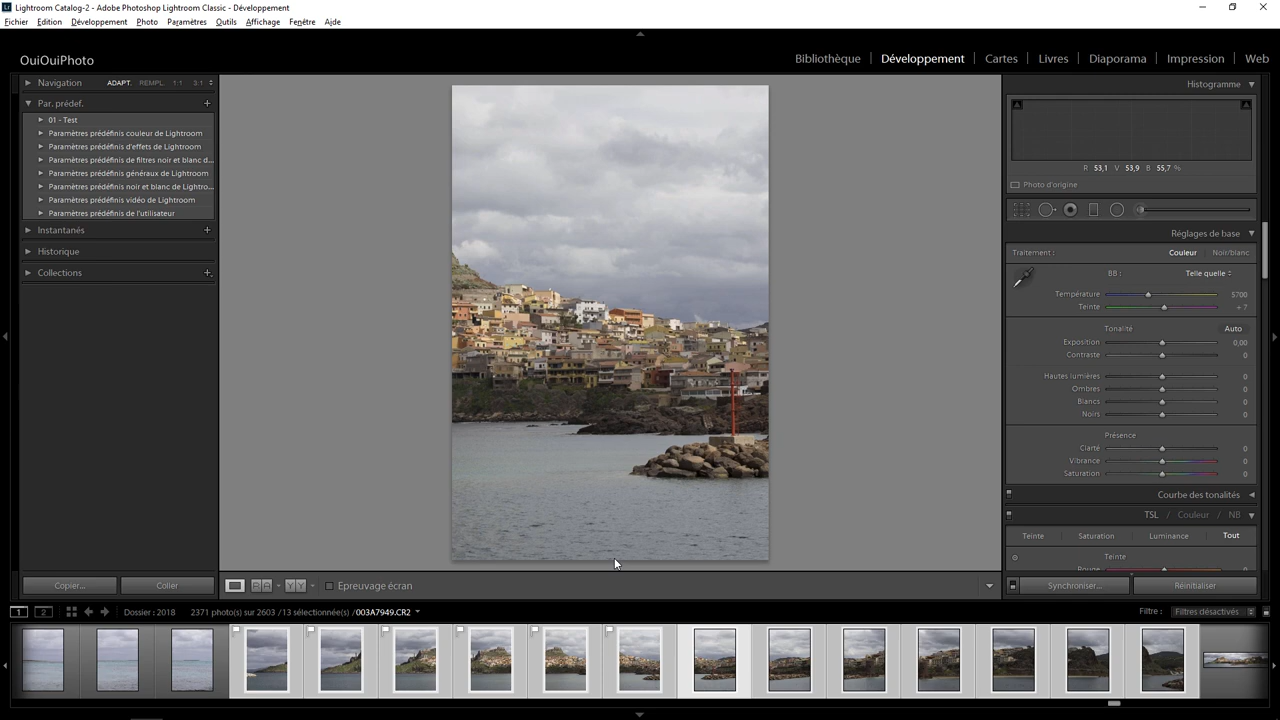 Lightroom Catalog-2 - Adobe Photoshop Lightroom Classic - Développement
Fichier Edition Développement Photo Paramètres Outils Affichage Fenêtre Aide
OuiOuiPhoto
Bibliothèque | Développement | Cartes | Livres | Diaporama | Impression | Web
Navigation ADAPT. REMPL. 1:1 3:1
Par. prédéf. +
01 - Test
Paramètres prédéfinis couleur de Lightroom
Paramètres prédéfinis d'effets de Lightroom
Paramètres prédéfinis de filtres noir et blanc d...
Paramètres prédéfinis généraux de Lightroom
Paramètres prédéfinis noir et blanc de Lightro...
Paramètres prédéfinis vidéo de Lightroom
Paramètres prédéfinis de l'utilisateur
Instantanés +
Historique
Collections +
Copier... Coller
Epreuvage écran
Histogramme
R 53,1 V 53,9 B 55,7 %
Photo d'origine
Réglages de base
Traitement : Couleur Noir/blanc
BB : Telle quelle
Température 5700
Teinte + 7
Tonalité Auto
Exposition 0,00
Contraste 0
Hautes lumières 0
Ombres 0
Blancs 0
Noirs 0
Présence
Clarté 0
Vibrance 0
Saturation 0
Courbe des tonalités
TSL / Couleur / NB
Teinte Saturation Luminance Tout
Teinte
Rouge 0
Synchroniser... Réinitialiser
1 2 Dossier : 2018 2371 photo(s) sur 2603 /13 sélectionnée(s) /003A7949.CR2 Filtre : Filtres désactivés